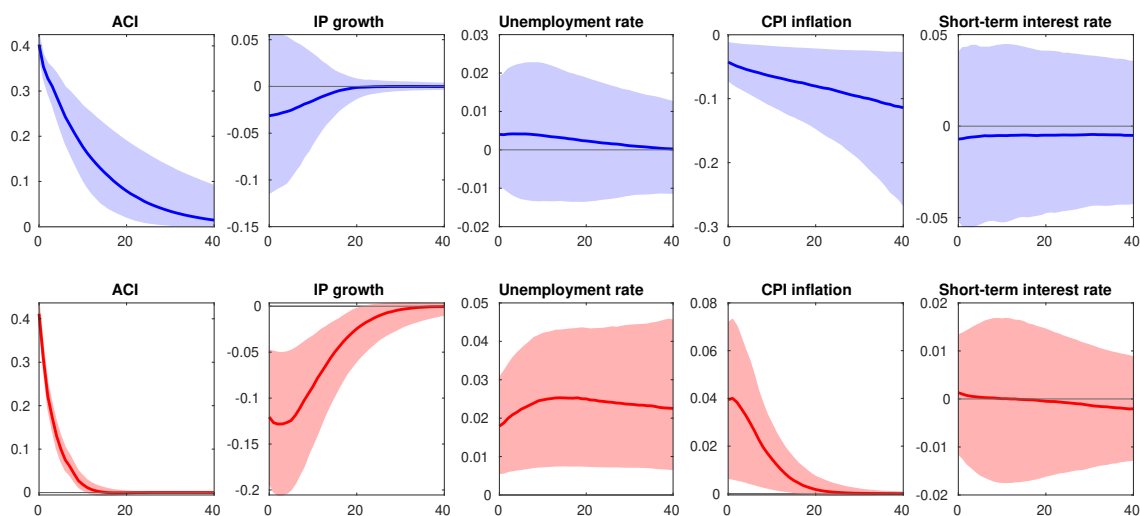 ACI IP growth Unemployment rate CPI inflation Short-term interest rate
0.4 0.05 0.03 0 0.05
0.3 0 0.02 -0.1 0
0.2 -0.05 0.01 -0.2 -0.05
0.1 -0.1 0 -0.3
0 -0.15 -0.01
-0.02
0 20 40 0 20 40 0 20 40 0 20 40 0 20 40
ACI IP growth Unemployment rate CPI inflation Short-term interest rate
0.4 0 0.05 0.08 0.02
0.3 -0.05 0.04 0.06 0.01
0.2 -0.1 0.03 0.04 0
0.1 -0.15 0.02 0.02 -0.01
0 -0.2 0.01 0 -0.02
0
0 20 40 0 20 40 0 20 40 0 20 40 0 20 40